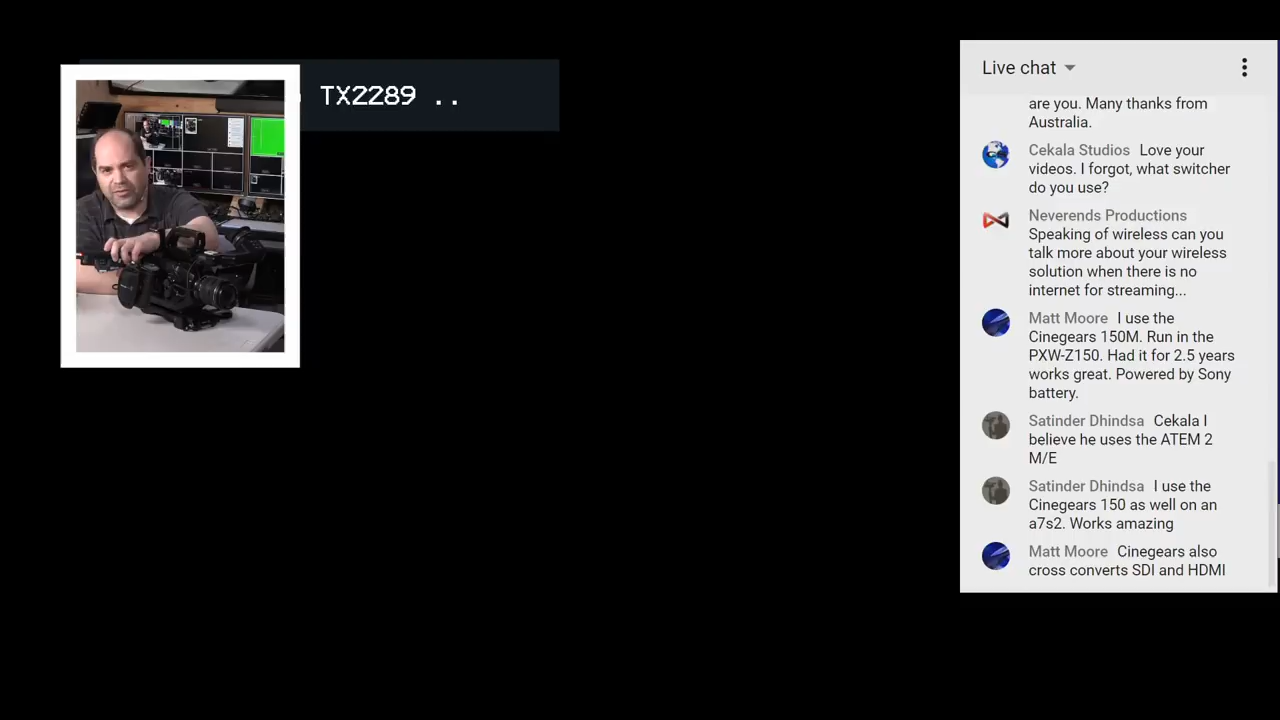 TX2289 ..
Live chat
are you. Many thanks from
Australia.
Cekala Studios Love your
videos. I forgot, what switcher
do you use?
Neverends Productions
Speaking of wireless can you
talk more about your wireless
solution when there is no
internet for streaming...
Matt Moore I use the
Cinegears 150M. Run in the
PXW-Z150. Had it for 2.5 years
works great. Powered by Sony
battery.
Satinder Dhindsa Cekala I
believe he uses the ATEM 2
M/E
Satinder Dhindsa I use the
Cinegears 150 as well on an
a7s2. Works amazing
Matt Moore Cinegears also
cross converts SDI and HDMI